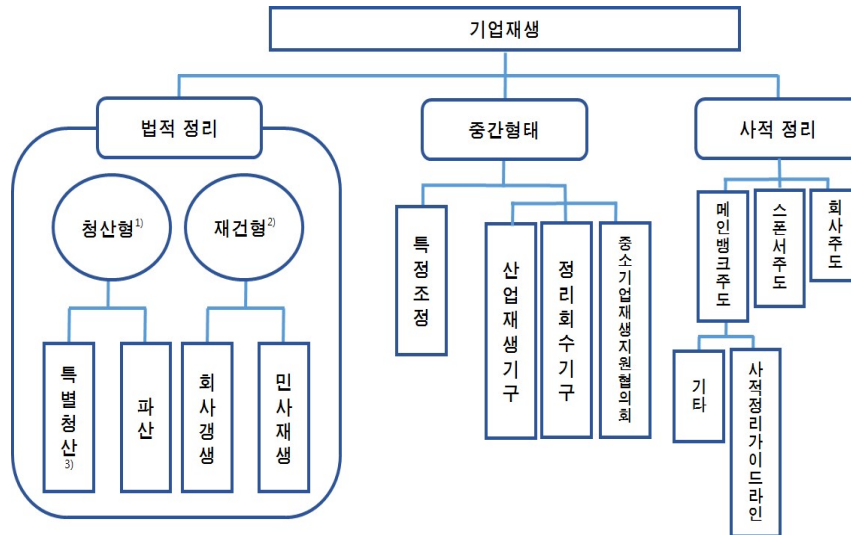 기업재생
법적 정리
중간형태
사적 정리
청산형1)
재건형2)
특별청산3)
파산
회사갱생
민사재생
특정조정
산업재생기구
정리회수기구
중소기업재생지원협의회
메인뱅크주도
스폰서주도
회사주도
기타
사적정리가이드라인